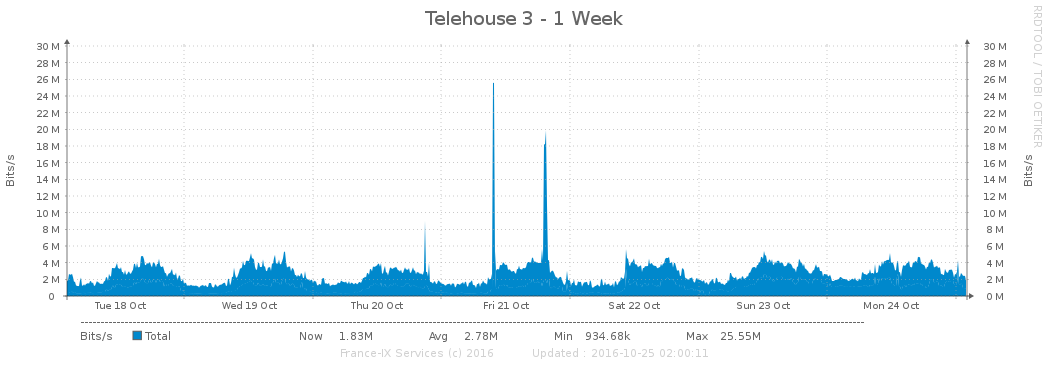 Telehouse 3 - 1 Week
RRDTOOL / TOBI OETIKER
Bits/s
30 M 30 M
28 M 28 M
26 M 26 M
24 M 24 M
22 M 22 M
20 M 20 M
18 M 18 M
16 M 16 M
14 M 14 M
12 M 12 M
10 M 10 M
8 M 8 M
6 M 6 M
4 M 4 M
2 M 2 M
0 0 M
Bits/s
Tue 18 Oct Wed 19 Oct Thu 20 Oct Fri 21 Oct Sat 22 Oct Sun 23 Oct Mon 24 Oct
Bits/s Total Now 1.83M Avg 2.78M Min 934.68k Max 25.55M
France-IX Services (c) 2016 Updated : 2016-10-25 02:00:11